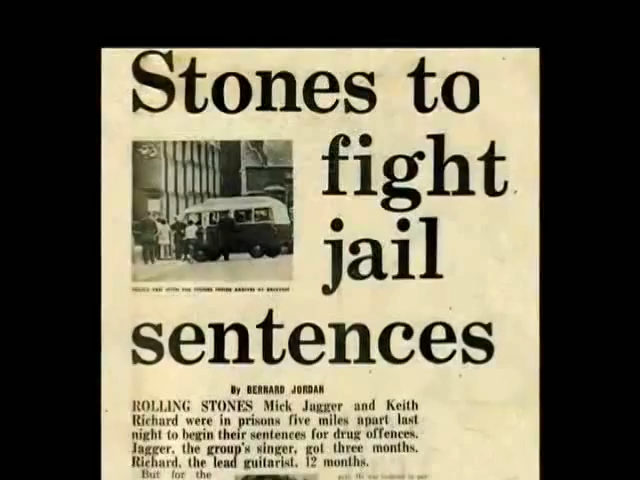 Stones to
fight
jail
sentences
By BERNARD JORDAN
ROLLING STONES Mick Jagger and Keith
Richard were in prisons five miles apart last
night to begin their sentences for drug offences.
Jagger, the group's singer, got three months.
Richard, the lead guitarist, 12 months.
But for the